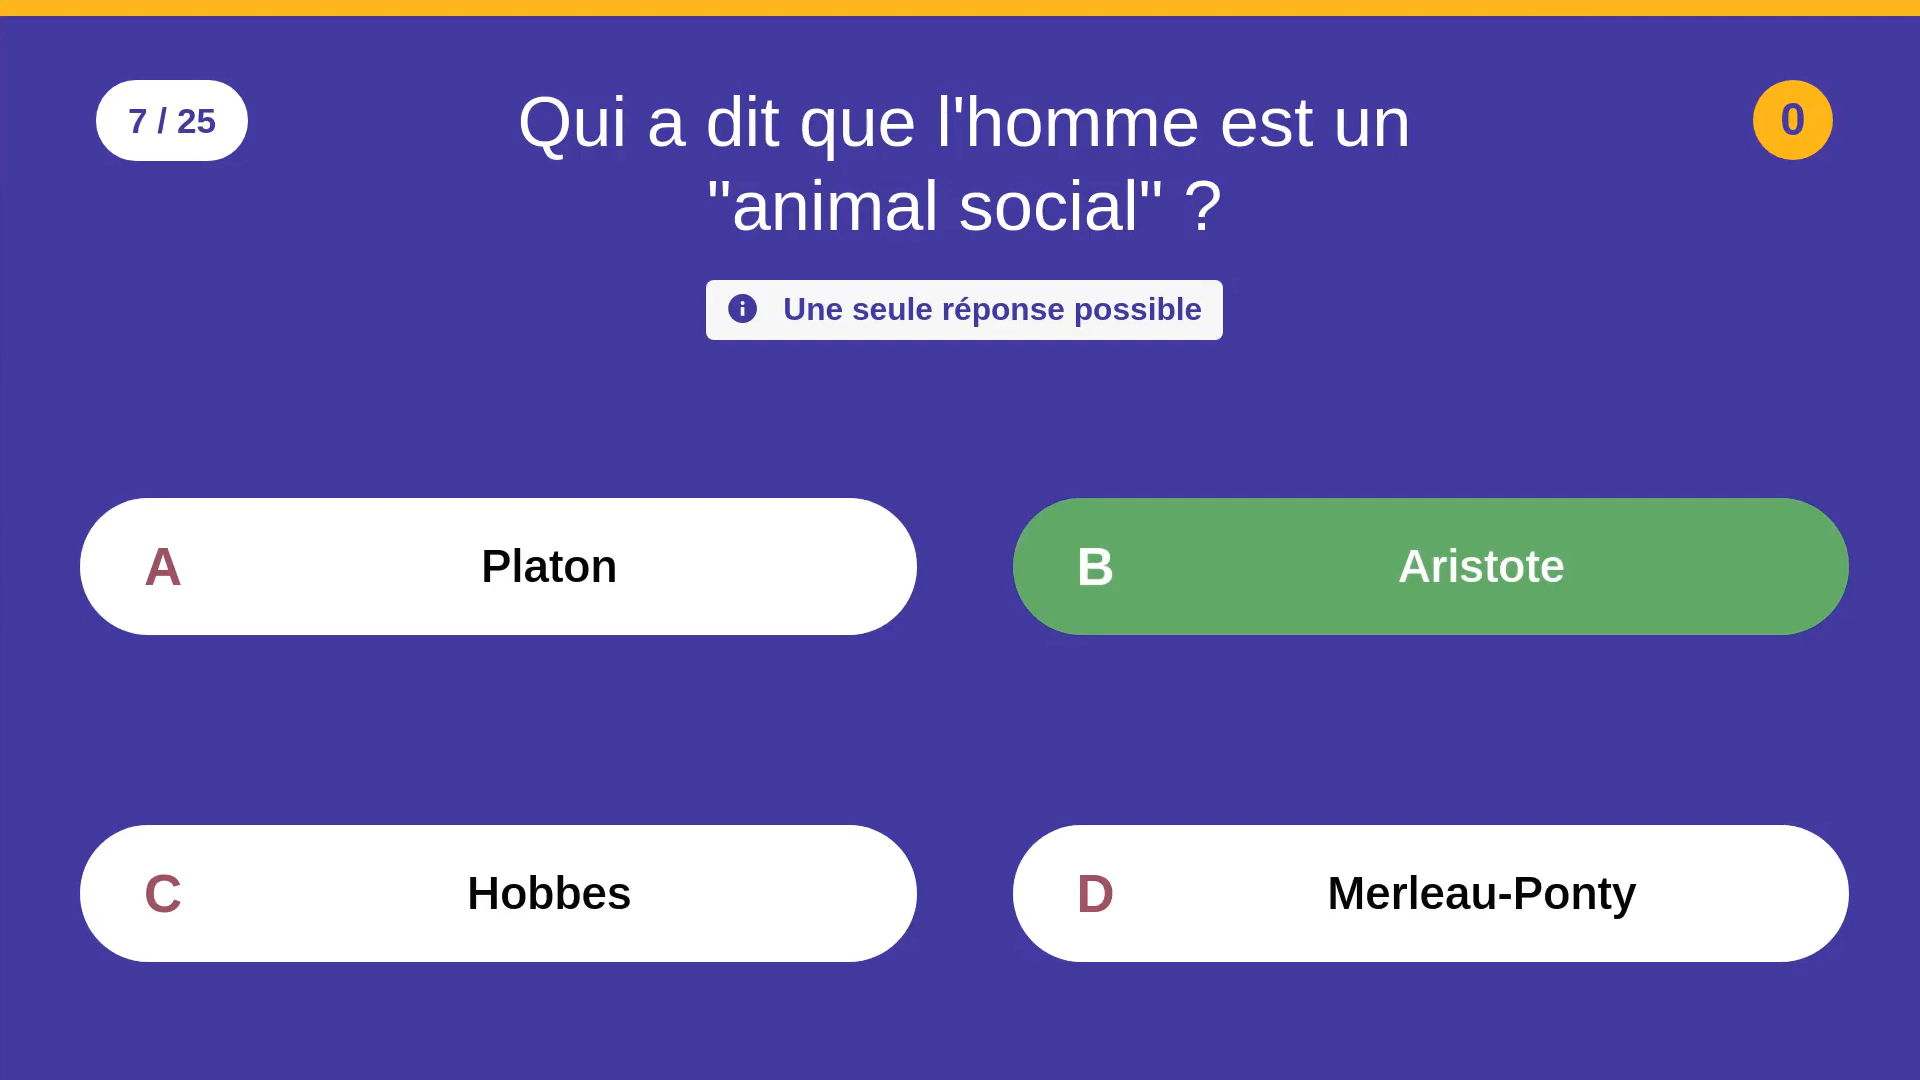 7 / 25
Qui a dit que l'homme est un
"animal social" ?
0
Une seule réponse possible
A
Platon
B
Aristote
C
Hobbes
D
Merleau-Ponty